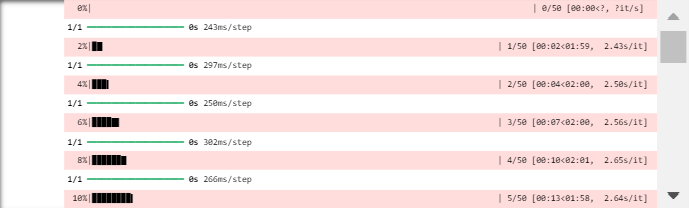 0%| | 0/50 [00:00<?, ?it/s]
1/1 ━━━━━━━━━━━━━━━━━━━━ 0s 243ms/step
2%|██ | 1/50 [00:02<01:59, 2.43s/it]
1/1 ━━━━━━━━━━━━━━━━━━━━ 0s 297ms/step
4%|███▍ | 2/50 [00:04<02:00, 2.50s/it]
1/1 ━━━━━━━━━━━━━━━━━━━━ 0s 250ms/step
6%|█████▌ | 3/50 [00:07<02:00, 2.56s/it]
1/1 ━━━━━━━━━━━━━━━━━━━━ 0s 302ms/step
8%|███████ | 4/50 [00:10<02:01, 2.65s/it]
1/1 ━━━━━━━━━━━━━━━━━━━━ 0s 266ms/step
10%|████████▍ | 5/50 [00:13<01:58, 2.64s/it]